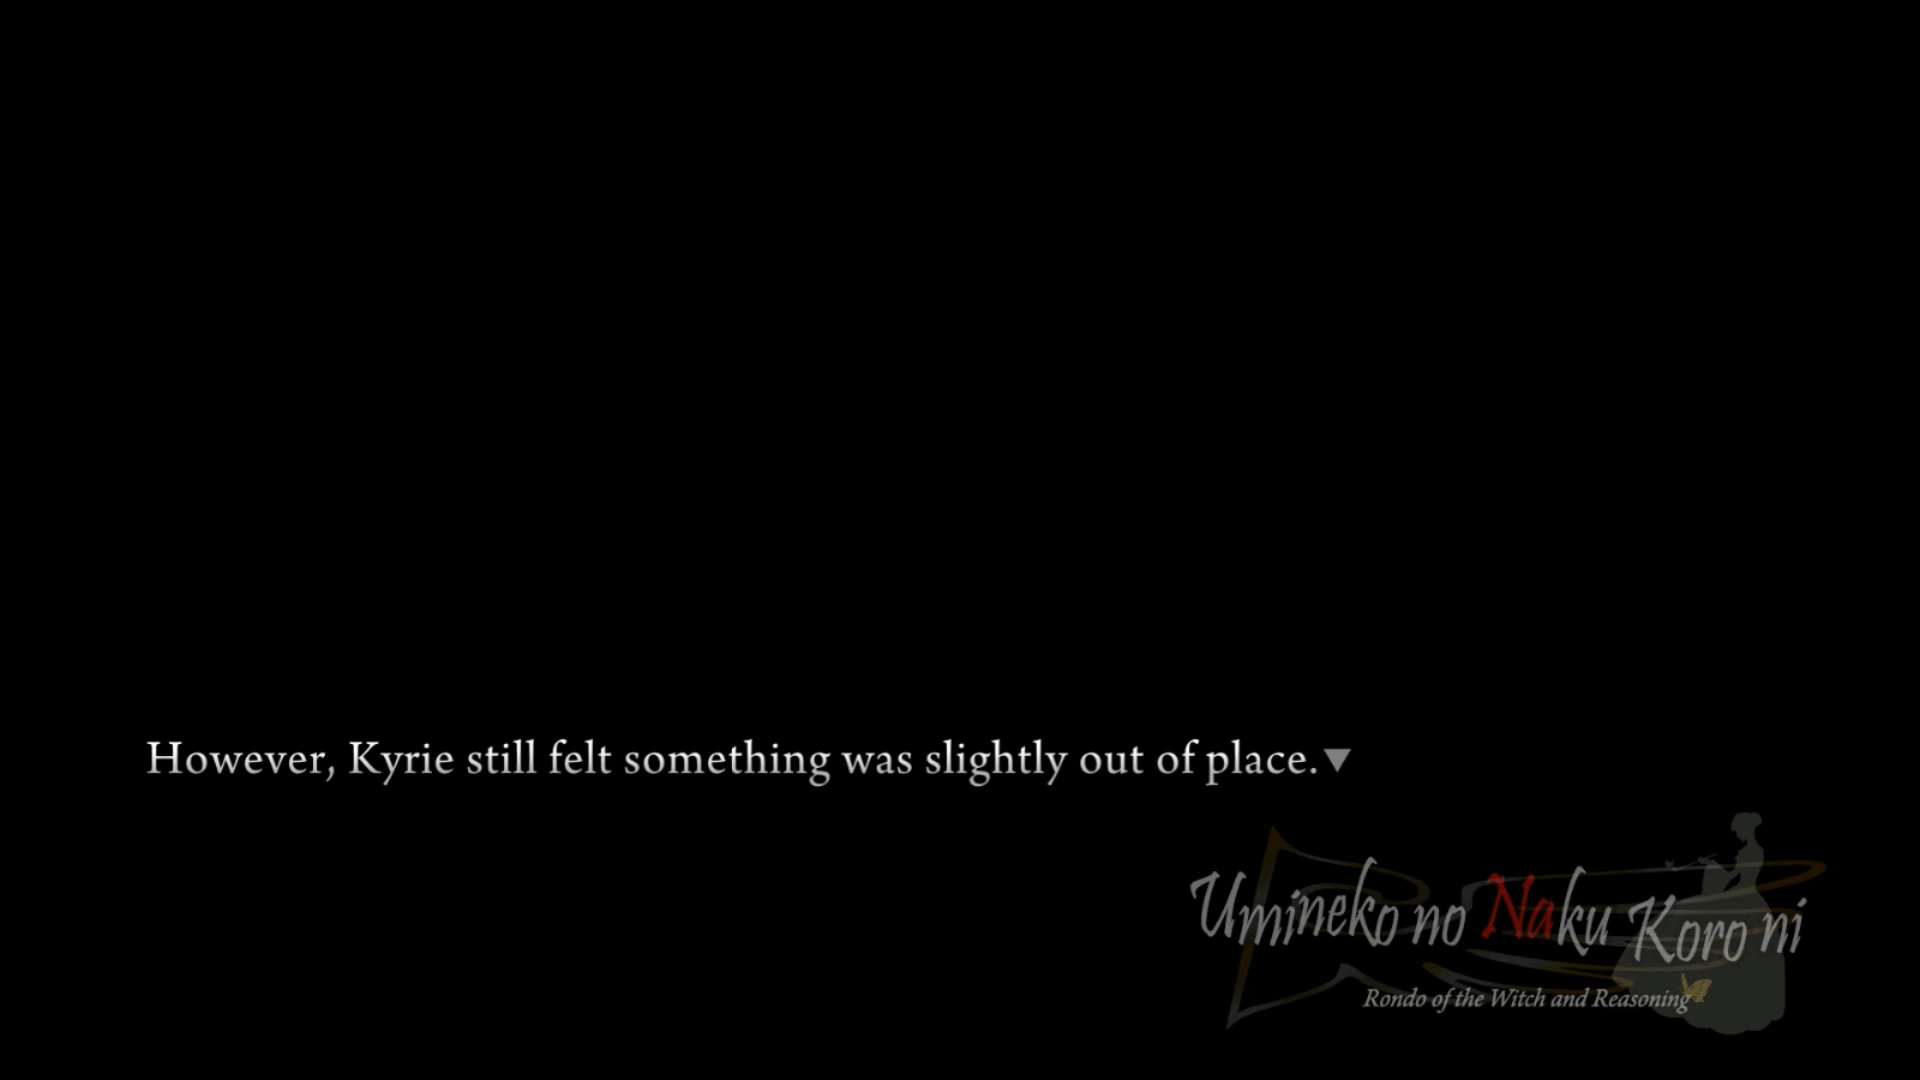 However, Kyrie still felt something was slightly out of place.
Umineko no Naku Koro ni
Rondo of the Witch and Reasoning